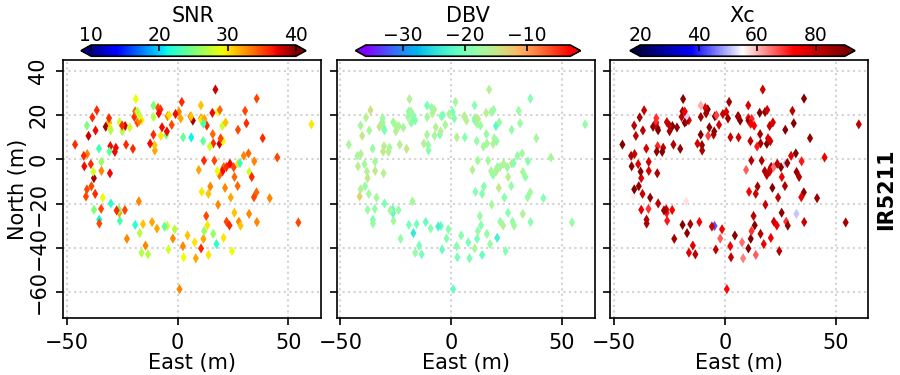 SNR DBV Xc
10 20 30 40 −30 −20 −10 20 40 60 80
40
20
0
−20
−40
−60
North (m)
IR5211
−50 0 50 −50 0 50 −50 0 50
East (m) East (m) East (m)